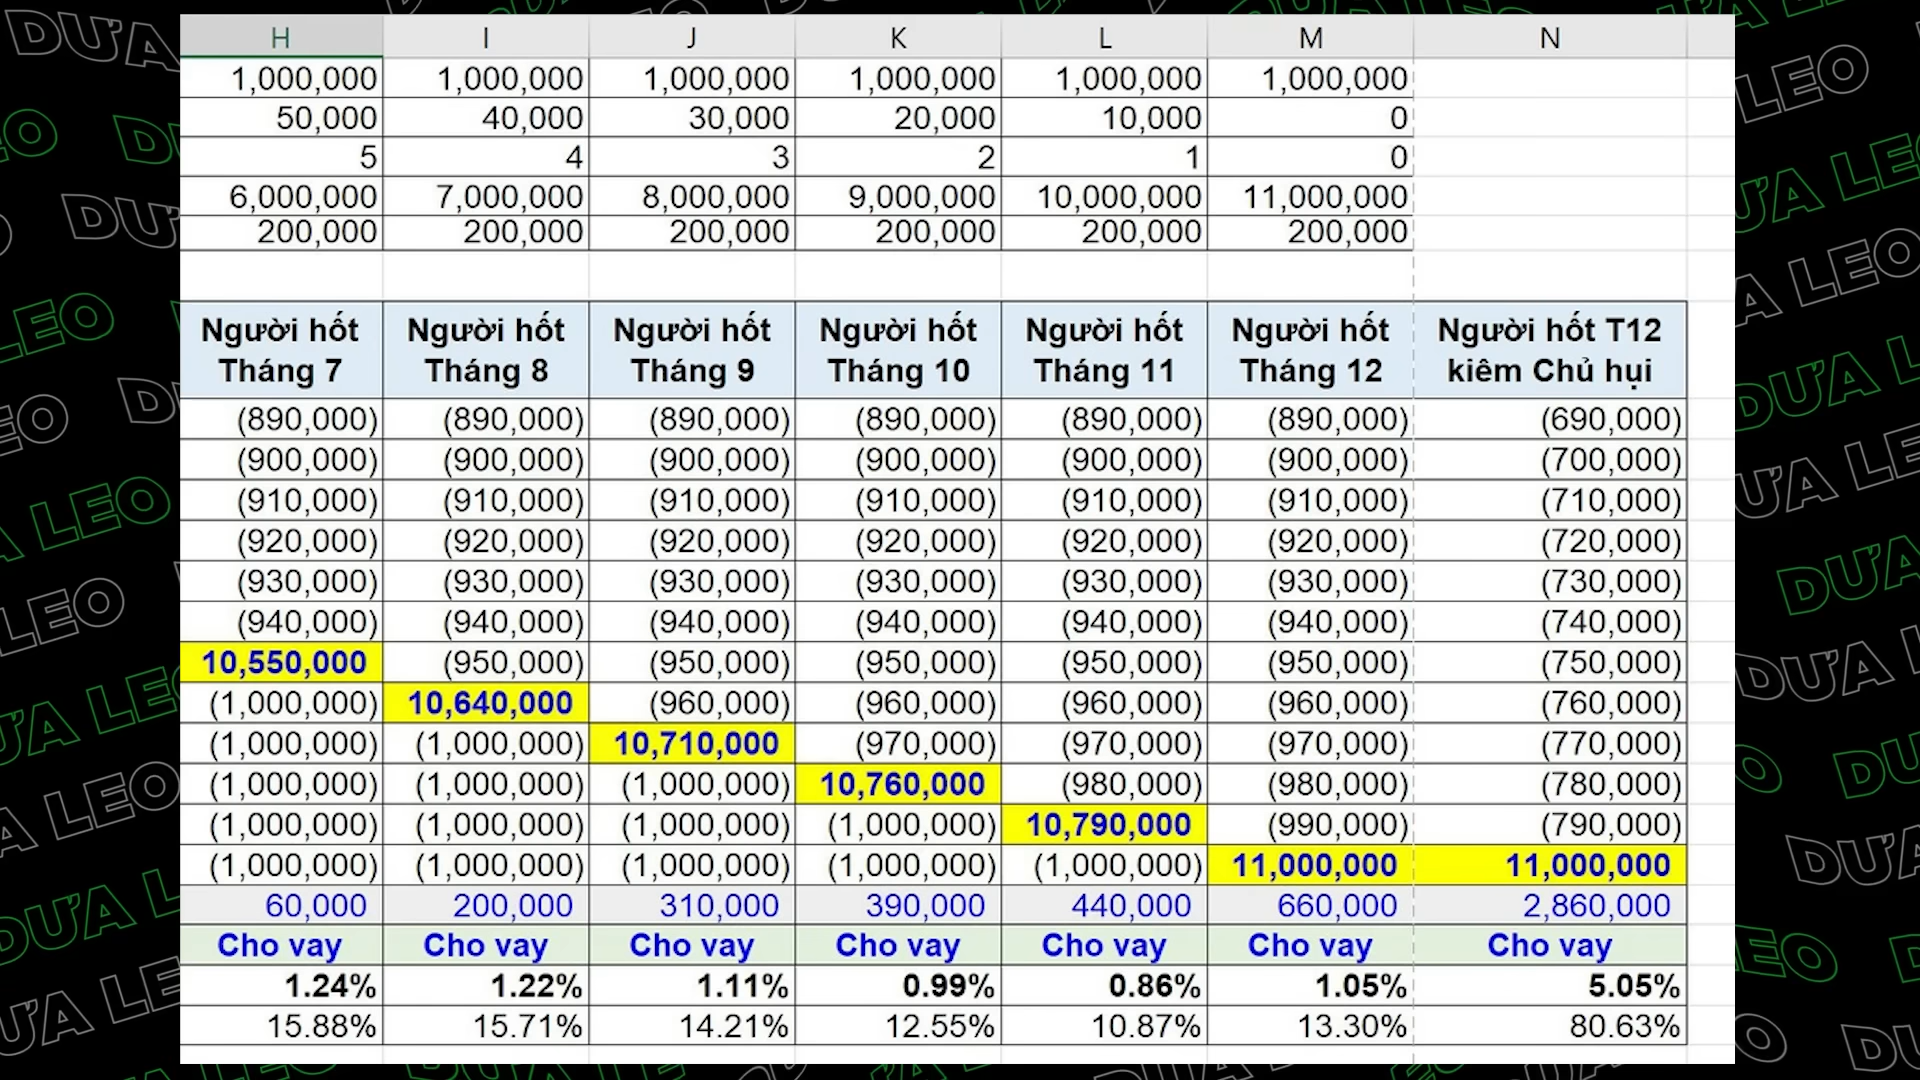 H I J K L M N
1,000,000 1,000,000 1,000,000 1,000,000 1,000,000 1,000,000
50,000 40,000 30,000 20,000 10,000 0
5 4 3 2 1 0
6,000,000 7,000,000 8,000,000 9,000,000 10,000,000 11,000,000
200,000 200,000 200,000 200,000 200,000 200,000
Người hốt Người hốt Người hốt Người hốt Người hốt Người hốt Người hốt T12
Tháng 7 Tháng 8 Tháng 9 Tháng 10 Tháng 11 Tháng 12 kiêm Chủ hụi
(890,000) (890,000) (890,000) (890,000) (890,000) (890,000) (690,000)
(900,000) (900,000) (900,000) (900,000) (900,000) (900,000) (700,000)
(910,000) (910,000) (910,000) (910,000) (910,000) (910,000) (710,000)
(920,000) (920,000) (920,000) (920,000) (920,000) (920,000) (720,000)
(930,000) (930,000) (930,000) (930,000) (930,000) (930,000) (730,000)
(940,000) (940,000) (940,000) (940,000) (940,000) (940,000) (740,000)
10,550,000 (950,000) (950,000) (950,000) (950,000) (950,000) (750,000)
(1,000,000) 10,640,000 (960,000) (960,000) (960,000) (960,000) (760,000)
(1,000,000) (1,000,000) 10,710,000 (970,000) (970,000) (970,000) (770,000)
(1,000,000) (1,000,000) (1,000,000) 10,760,000 (980,000) (980,000) (780,000)
(1,000,000) (1,000,000) (1,000,000) (1,000,000) 10,790,000 (990,000) (790,000)
(1,000,000) (1,000,000) (1,000,000) (1,000,000) (1,000,000) 11,000,000 11,000,000
60,000 200,000 310,000 390,000 440,000 660,000 2,860,000
Cho vay Cho vay Cho vay Cho vay Cho vay Cho vay Cho vay
1.24% 1.22% 1.11% 0.99% 0.86% 1.05% 5.05%
15.88% 15.71% 14.21% 12.55% 10.87% 13.30% 80.63%
DƯA LEO